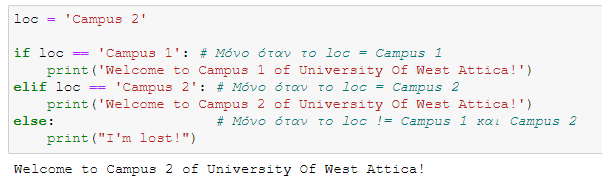 loc = 'Campus 2'
if loc == 'Campus 1': # Μόνο όταν το loc = Campus 1
    print('Welcome to Campus 1 of University Of West Attica!')
elif loc == 'Campus 2': # Μόνο όταν το loc = Campus 2
    print('Welcome to Campus 2 of University Of West Attica!')
else:                      # Μόνο όταν το loc != Campus 1 και Campus 2
    print("I'm lost!")
Welcome to Campus 2 of University Of West Attica!